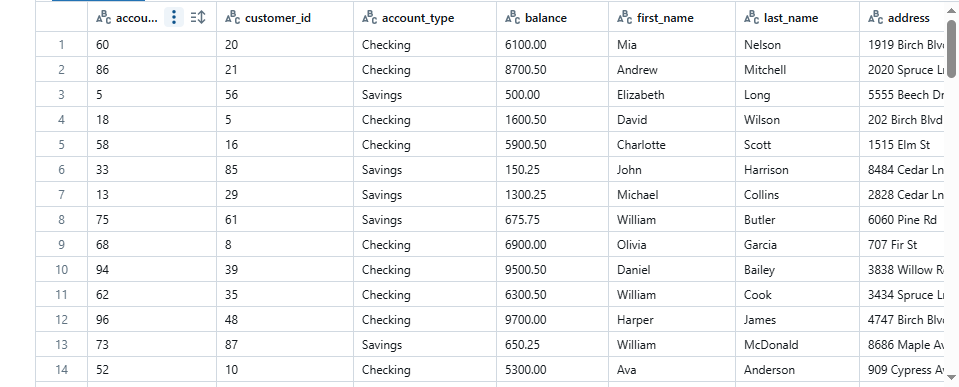 accou... customer_id account_type balance first_name last_name address
1 60 20 Checking 6100.00 Mia Nelson 1919 Birch Blv
2 86 21 Checking 8700.50 Andrew Mitchell 2020 Spruce L
3 5 56 Savings 500.00 Elizabeth Long 5555 Beech Dr
4 18 5 Checking 1600.50 David Wilson 202 Birch Blvd
5 58 16 Checking 5900.50 Charlotte Scott 1515 Elm St
6 33 85 Savings 150.25 John Harrison 8484 Cedar Ln
7 13 29 Savings 1300.25 Michael Collins 2828 Cedar Ln
8 75 61 Savings 675.75 William Butler 6060 Pine Rd
9 68 8 Checking 6900.00 Olivia Garcia 707 Fir St
10 94 39 Checking 9500.50 Daniel Bailey 3838 Willow R
11 62 35 Checking 6300.50 William Cook 3434 Spruce L
12 96 48 Checking 9700.00 Harper James 4747 Birch Blv
13 73 87 Savings 650.25 William McDonald 8686 Maple Av
14 52 10 Checking 5300.00 Ava Anderson 909 Cypress A